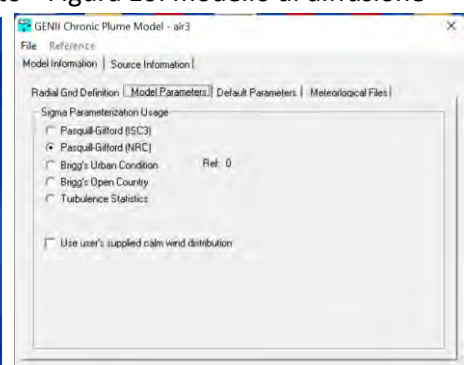 Figura 10: Modello di diffusione
GENII Chronic Plume Model - air3
File Reference
Model Information Source Information
Radial Grid Definition Model Parameters Default Parameters Meteorlogical Files
Sigma Parameterization Usage
Pasquill-Gifford (ISC3)
Pasquill-Gifford (NRC)
Brigg's Urban Condition Ref: 0
Brigg's Open Country
Turbulence Statistics
Use user's supplied calm wind distribution